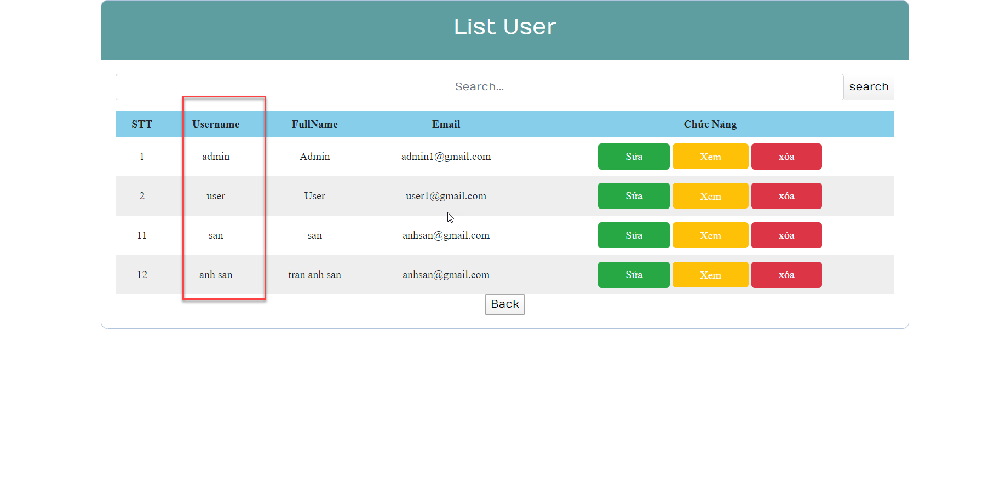 List User
Search... search
STT Username FullName Email Chức Năng
1 admin Admin admin1@gmail.com Sửa Xem xóa
2 user User user1@gmail.com Sửa Xem xóa
11 san san anhsan@gmail.com Sửa Xem xóa
12 anh san tran anh san anhsan@gmail.com Sửa Xem xóa
Back